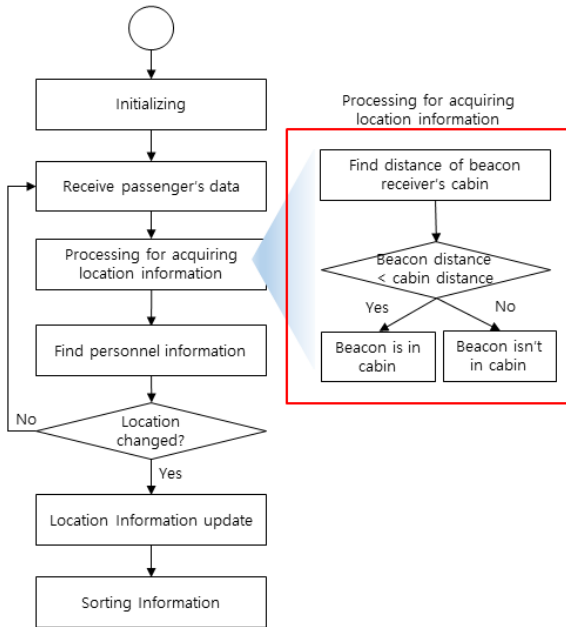 Initializing
Receive passenger's data
Processing for acquiring
location information
Find personnel information
No
Location
changed?
Yes
Location Information update
Sorting Information
Processing for acquiring
location information
Find distance of beacon
receiver's cabin
Beacon distance
< cabin distance
Yes
No
Beacon is in
cabin
Beacon isn't
in cabin